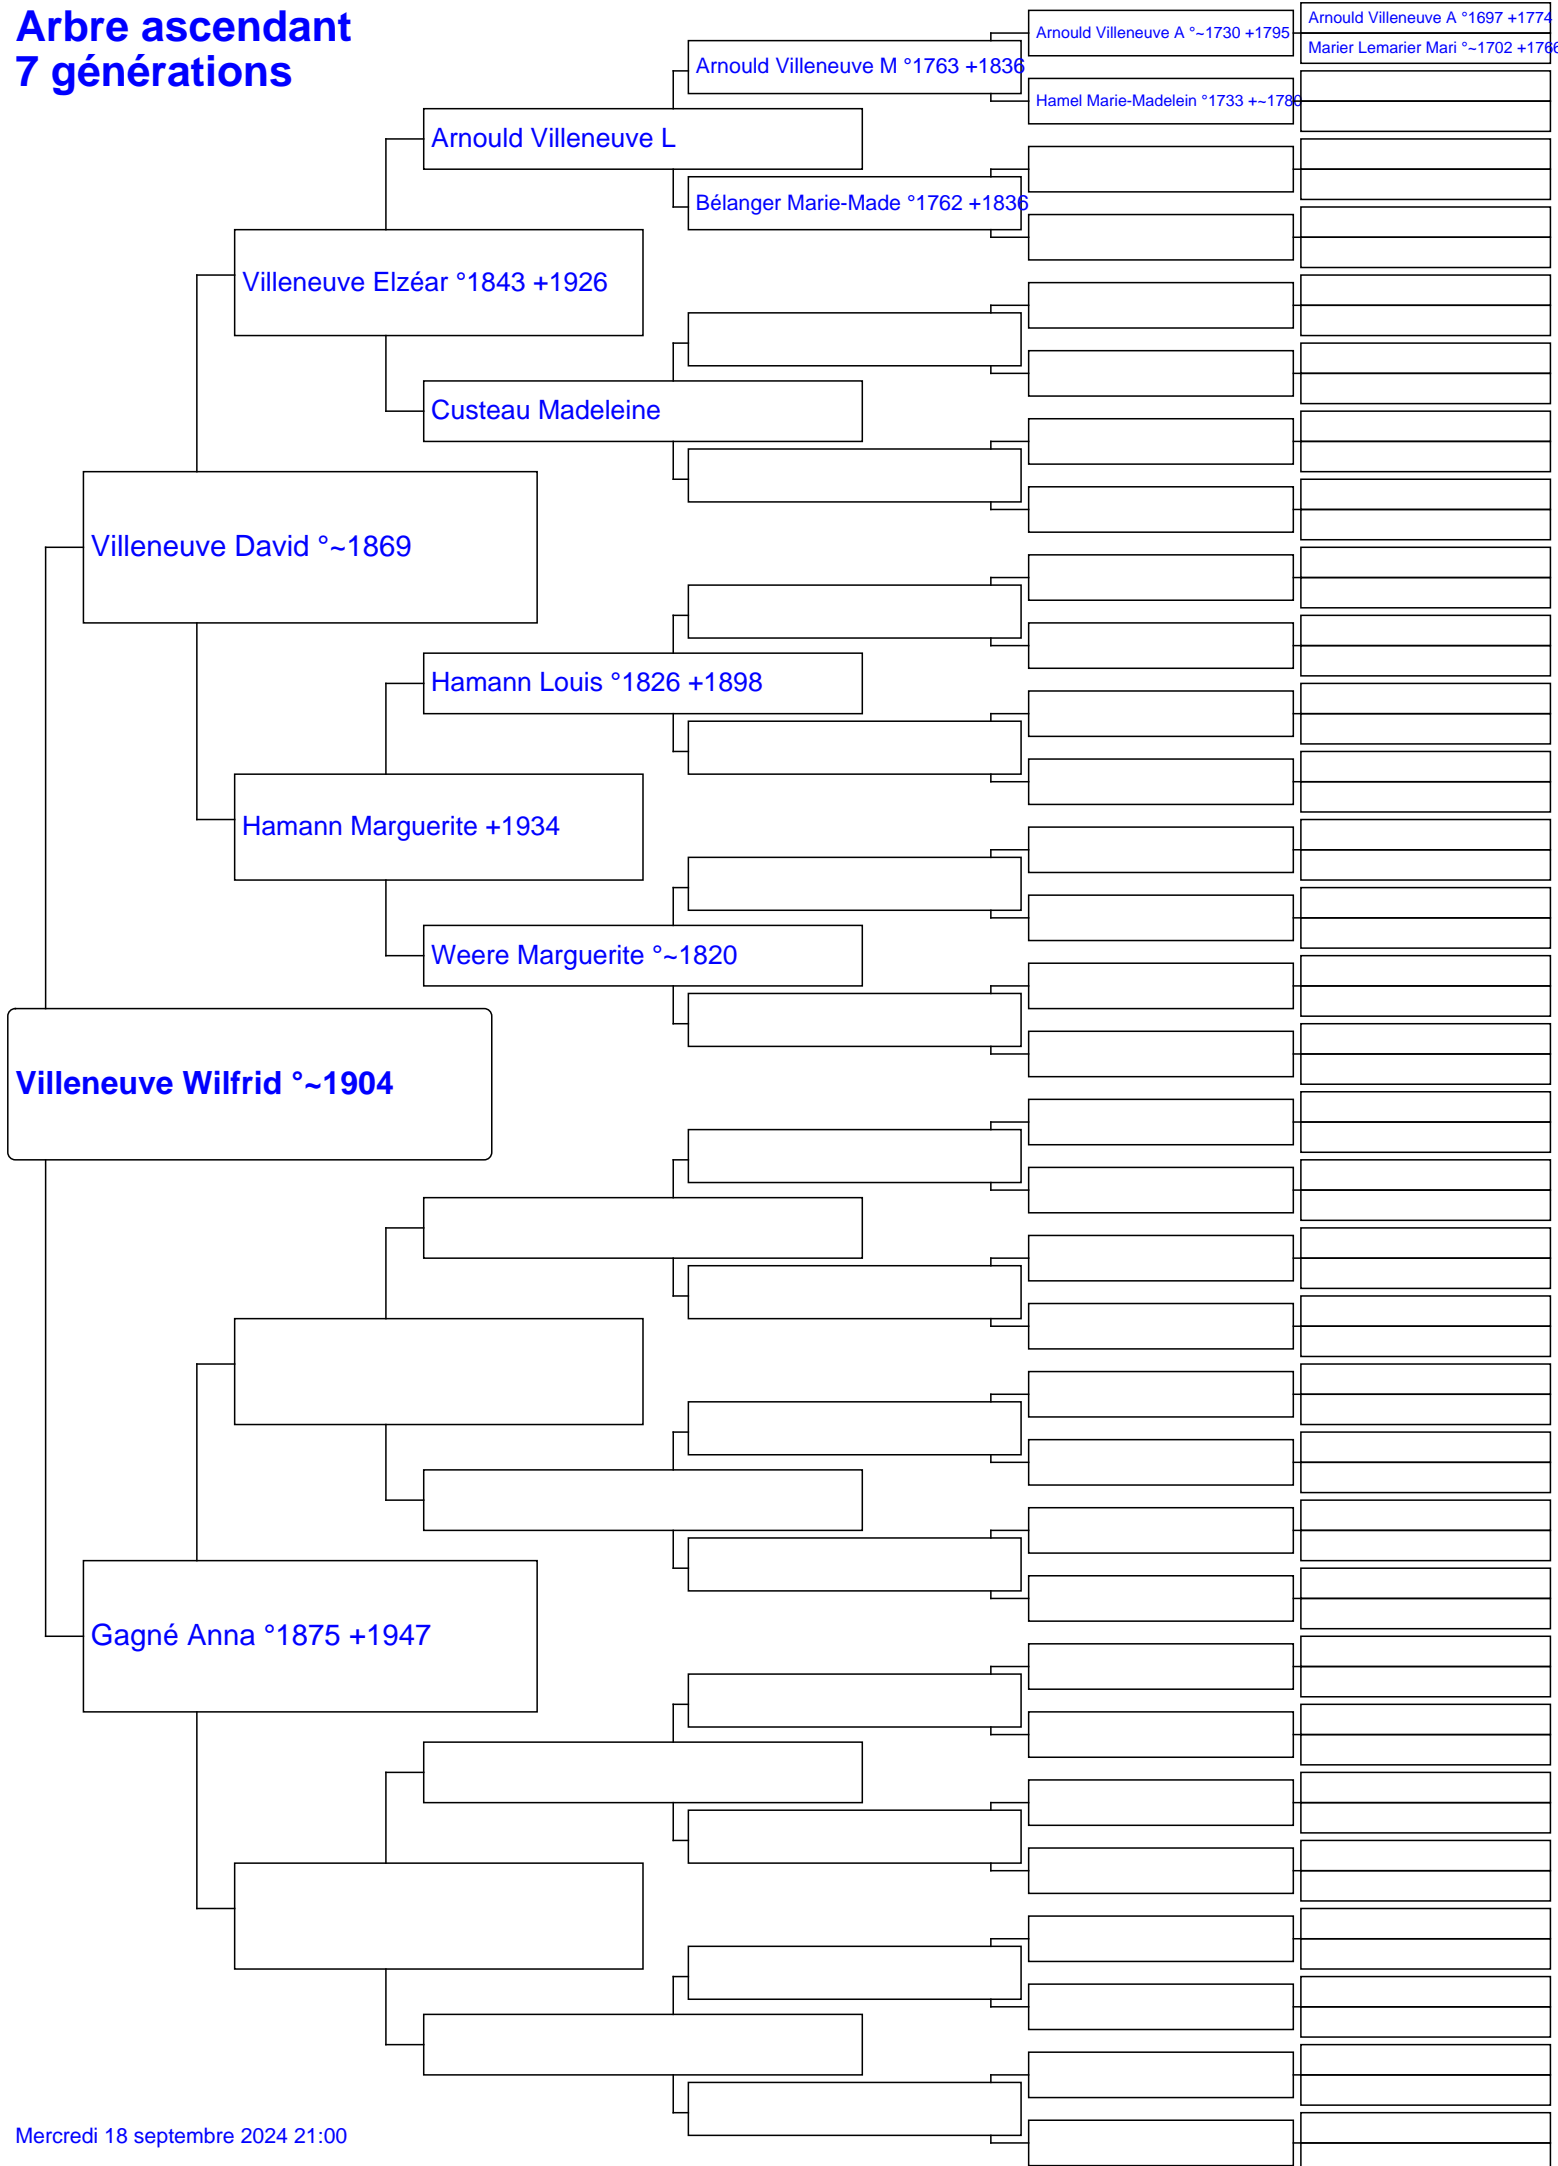 Arbre ascendant
7 générations
Arnould Villeneuve A °1697 +1774
Marier Lemarier Mari °~1702 +1766
Arnould Villeneuve A °~1730 +1795
Arnould Villeneuve M °1763 +1836
Hamel Marie-Madelein °1733 +~1780
Arnould Villeneuve L
Bélanger Marie-Made °1762 +1836
Villeneuve Elzéar °1843 +1926
Custeau Madeleine
Villeneuve David °~1869
Hamann Louis °1826 +1898
Hamann Marguerite +1934
Weere Marguerite °~1820
Villeneuve Wilfrid °~1904
Gagné Anna °1875 +1947
Mercredi 18 septembre 2024 21:00